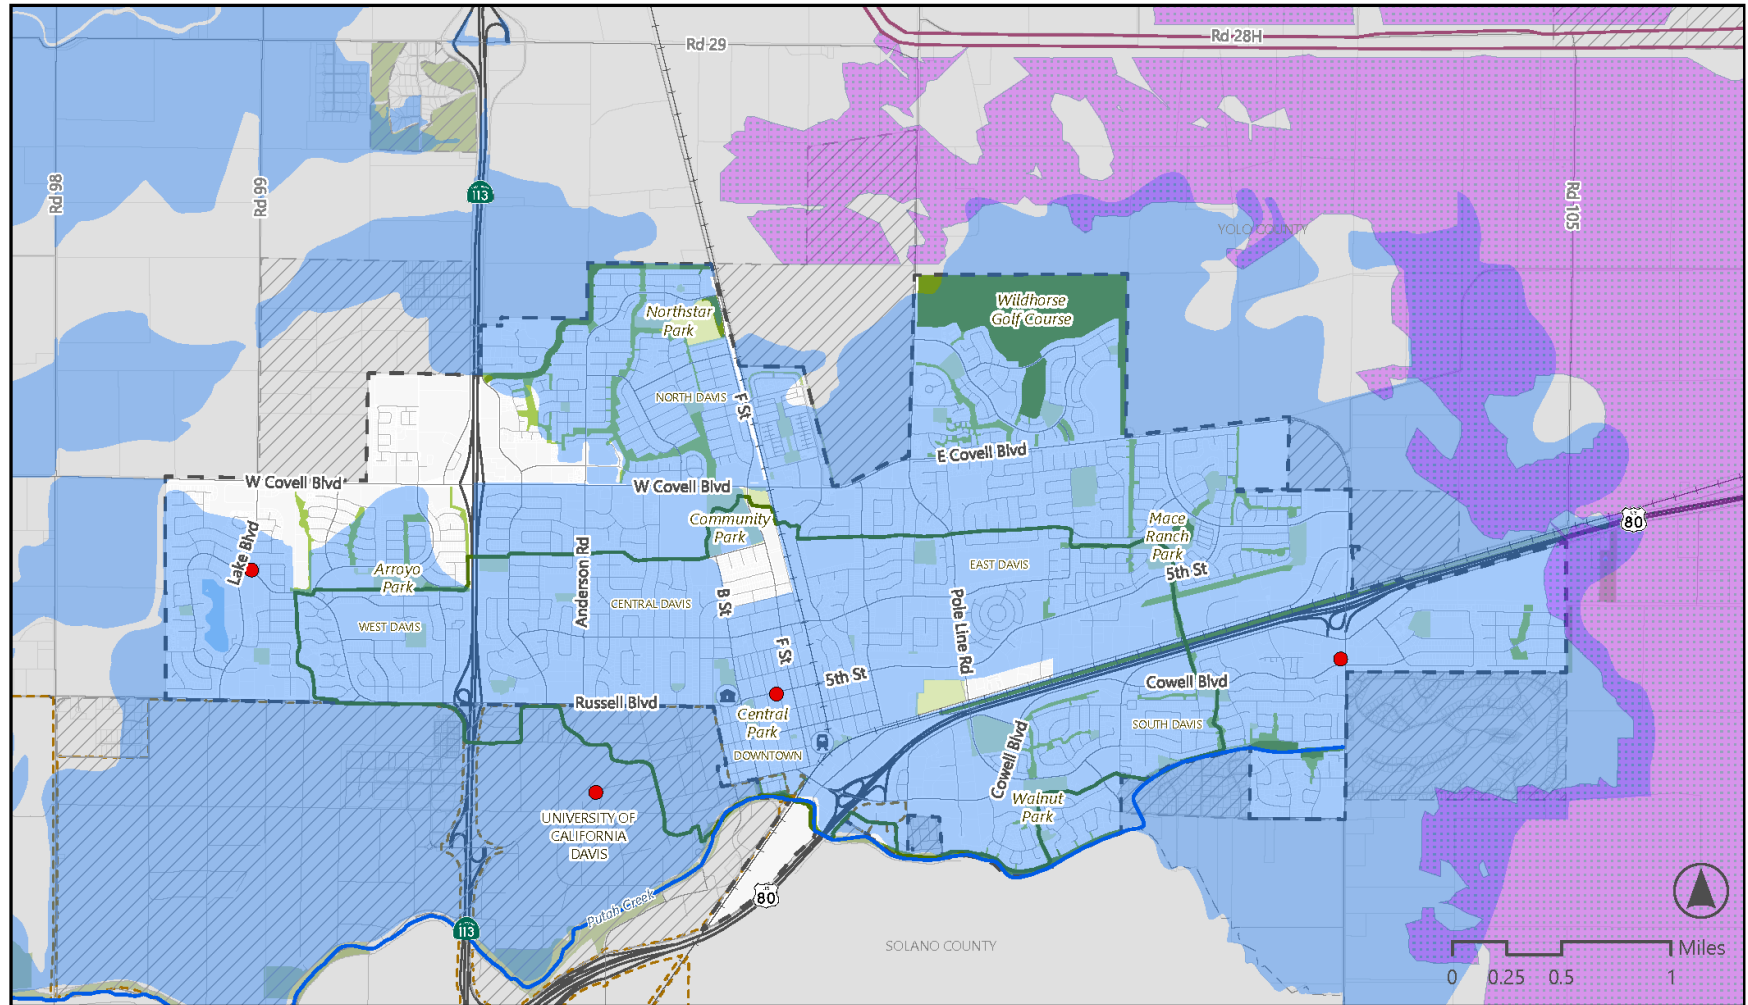 Rd 29
Rd 28H
Rd 98
Rd 99
113
Rd 105
YOLO COUNTY
Northstar
Park
Wildhorse
Golf Course
NORTH DAVIS
F St
E Covell Blvd
W Covell Blvd
W Covell Blvd
Community
Park
Mace
Ranch
Park
80
Lake Blvd
Anderson Rd
Arroyo
Park
EAST DAVIS
5th St
CENTRAL DAVIS
B St
Pole Line Rd
WEST DAVIS
F St
5th St
Cowell Blvd
Russell Blvd
Central
Park
SOUTH DAVIS
DOWNTOWN
Cowell Blvd
Walnut
Park
UNIVERSITY OF
CALIFORNIA
DAVIS
Putah Creek
80
113
SOLANO COUNTY
Miles
0 0.25 0.5 1